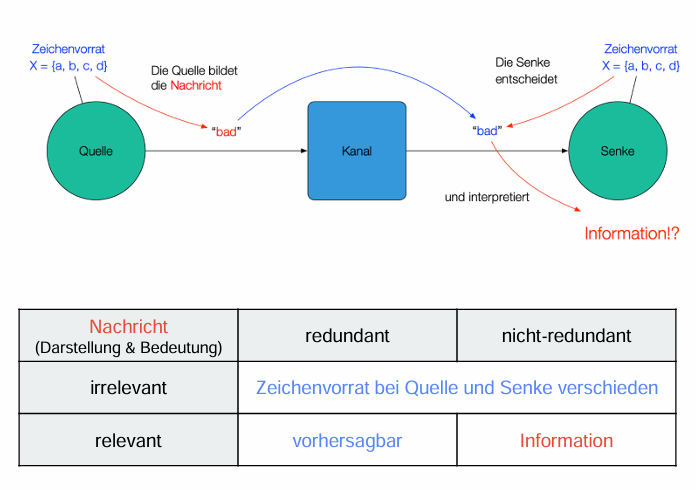 Zeichenvorrat
X = {a, b, c, d}
Die Quelle bildet
die Nachricht
Die Senke
entscheidet
Zeichenvorrat
X = {a, b, c, d}
“bad”
“bad”
Quelle
Kanal
Senke
und interpretiert
Information!?
Nachricht
(Darstellung & Bedeutung)
redundant
nicht-redundant
irrelevant
Zeichenvorrat bei Quelle und Senke verschieden
relevant
vorhersagbar
Information